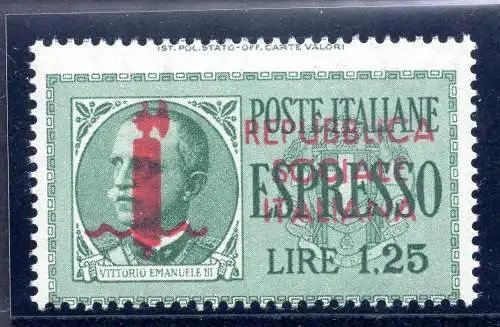 IST. POL. STATO - OFF. CARTE VALORI
POSTE ITALIANE
REPUBBLICA
SOCIALE
ESPRESSO
ITALIANA
LIRE 1.25
VITTORIO EMANUELE III